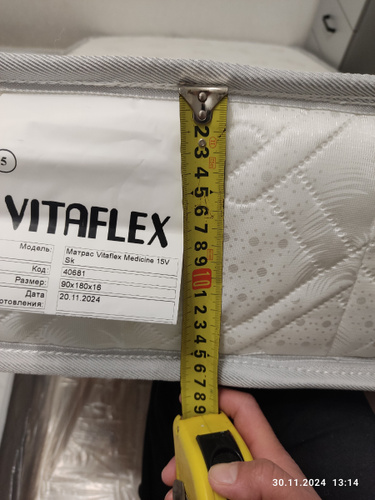 5
VITAFLEX
Модель: Матрас Vitaflex Medicine 15V Sk
Код 40681
Размер: 90x180x16
Дата
отовления: 20.11.2024
2 3 4 5 6 7 8 9 10 1 2 3 4 5 6 7 8 9
30.11.2024 13:14